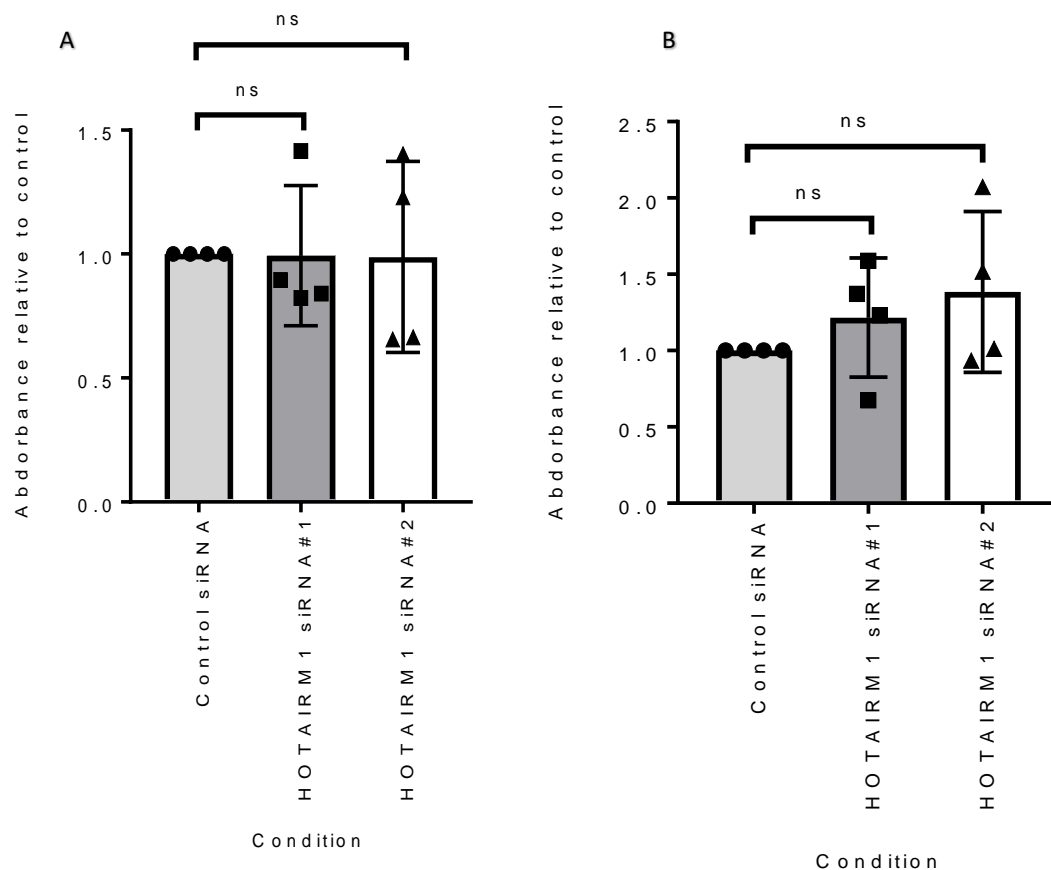 A
ns
ns
Abdorbance relative to control
1.5
1.0
0.5
0.0
Control siRNA
HOTAIRM1 siRNA#1
HOTAIRM1 siRNA#2
Condition
B
ns
ns
Abdorbance relative to control
2.5
2.0
1.5
1.0
0.5
0.0
Control siRNA
HOTAIRM1 siRNA#1
HOTAIRM1 siRNA#2
Condition